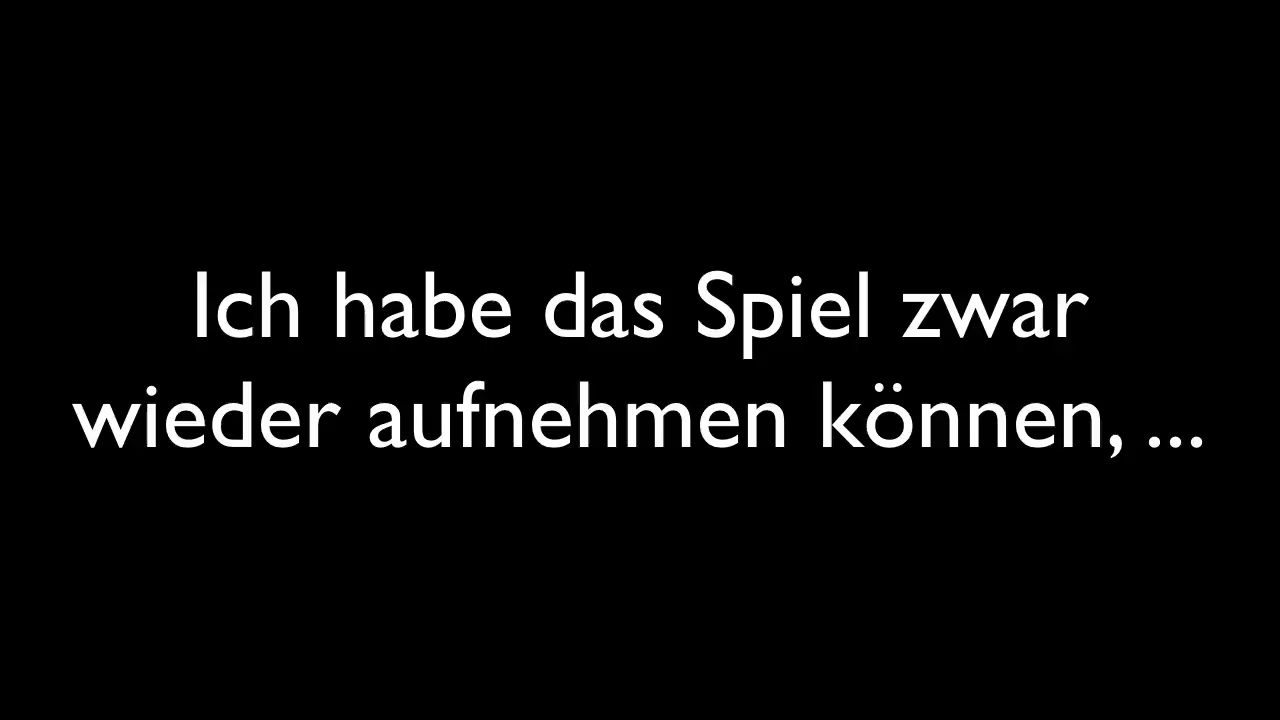 Ich habe das Spiel zwar
wieder aufnehmen können, ...